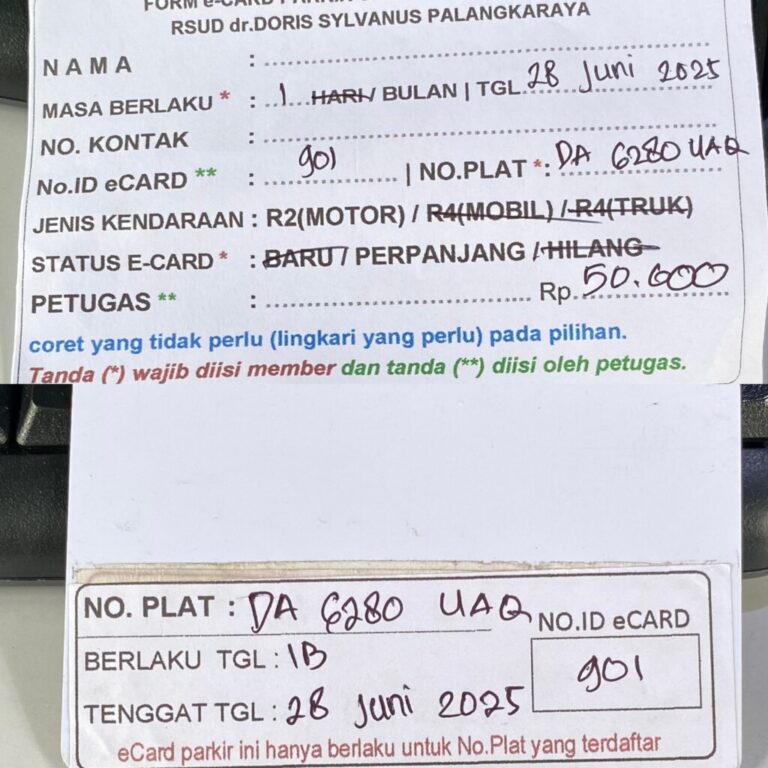 FORM e-CARD
RSUD dr.DORIS SYLVANUS PALANGKARAYA
N A M A :
MASA BERLAKU * : 1 HARI / BULAN | TGL. 28 Juni 2025
NO. KONTAK :
No.ID eCARD ** : 901 | NO.PLAT *: DA 6280 UAQ
JENIS KENDARAAN : R2(MOTOR) / R4(MOBIL) / R4(TRUK)
STATUS E-CARD * : BARU / PERPANJANG / HILANG
PETUGAS ** : Rp. 50.000
coret yang tidak perlu (lingkari yang perlu) pada pilihan.
Tanda (*) wajib diisi member dan tanda (**) diisi oleh petugas.
NO. PLAT : DA 6280 UAQ
NO.ID eCARD
BERLAKU TGL : 1B
901
TENGGAT TGL : 28 Juni 2025
eCard parkir ini hanya berlaku untuk No.Plat yang terdaftar